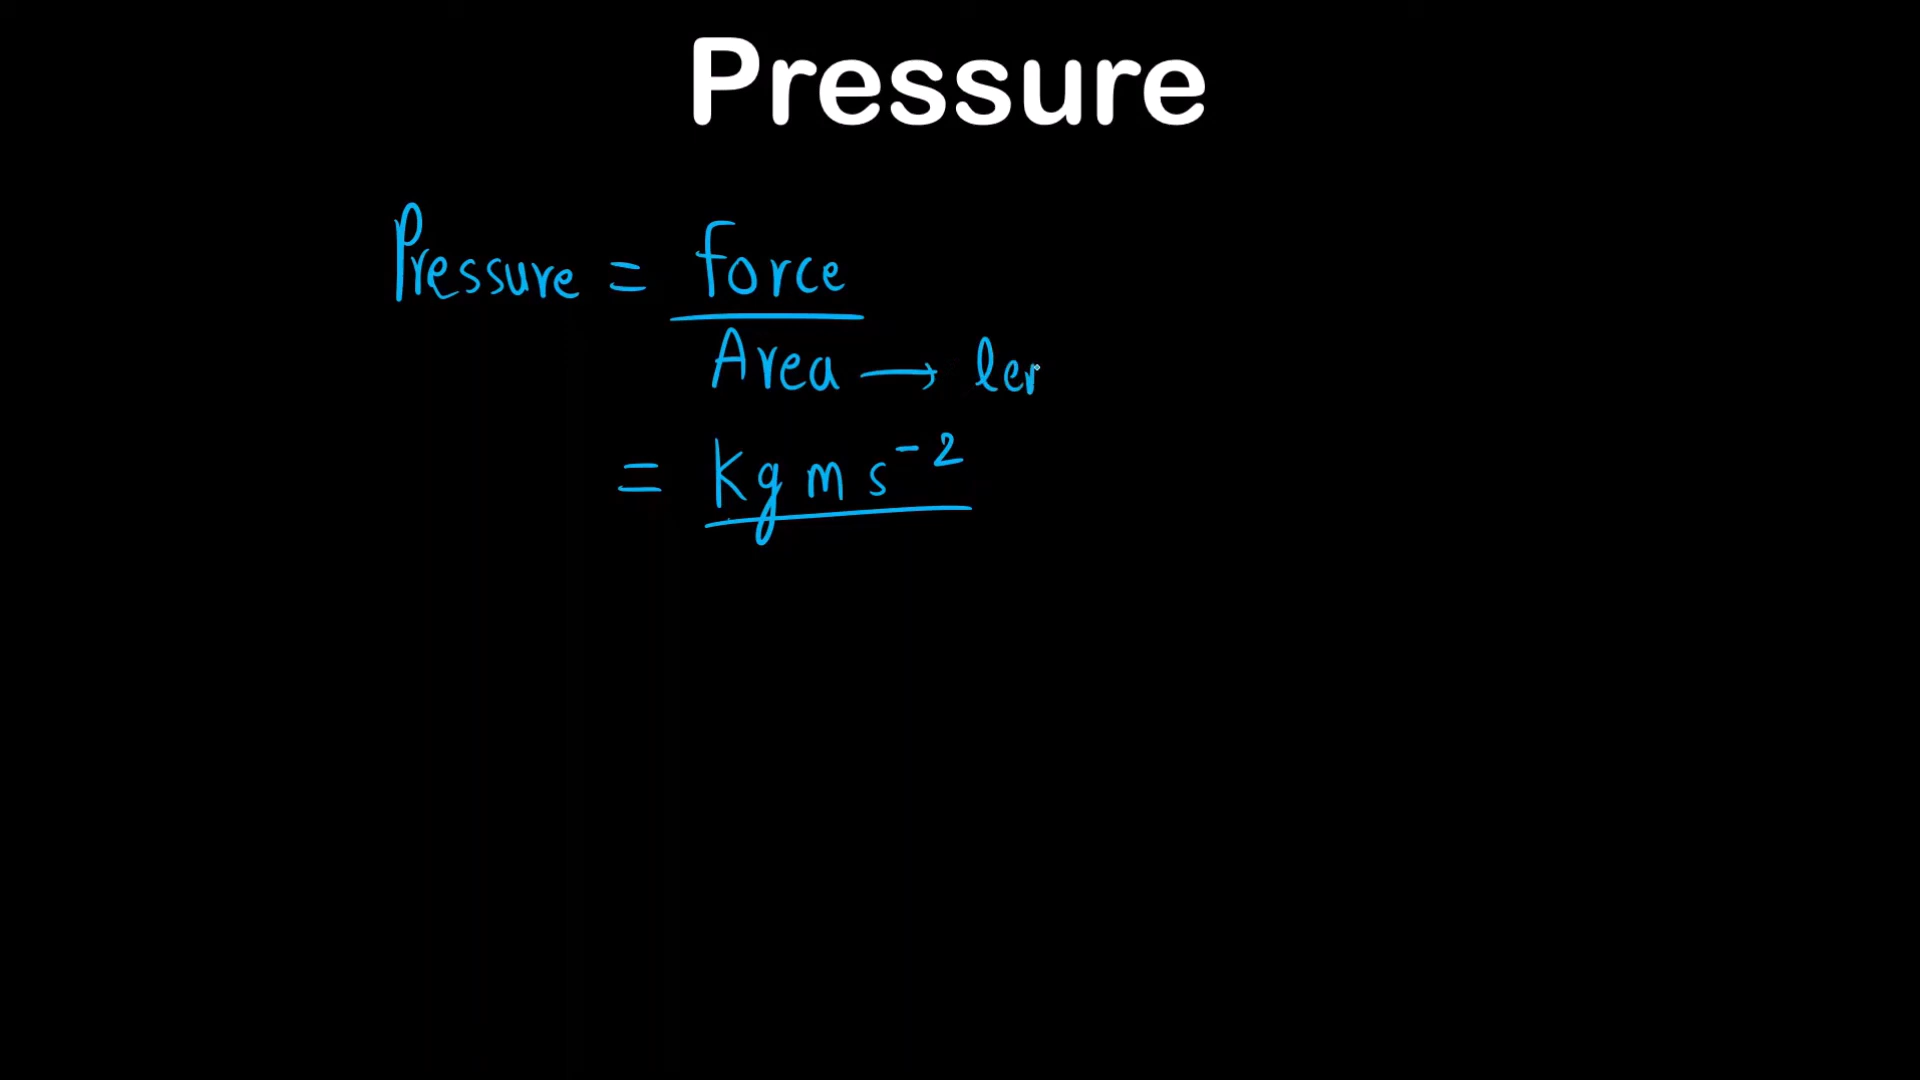 Pressure
Pressure = force
Area → ler
= kg m s⁻²